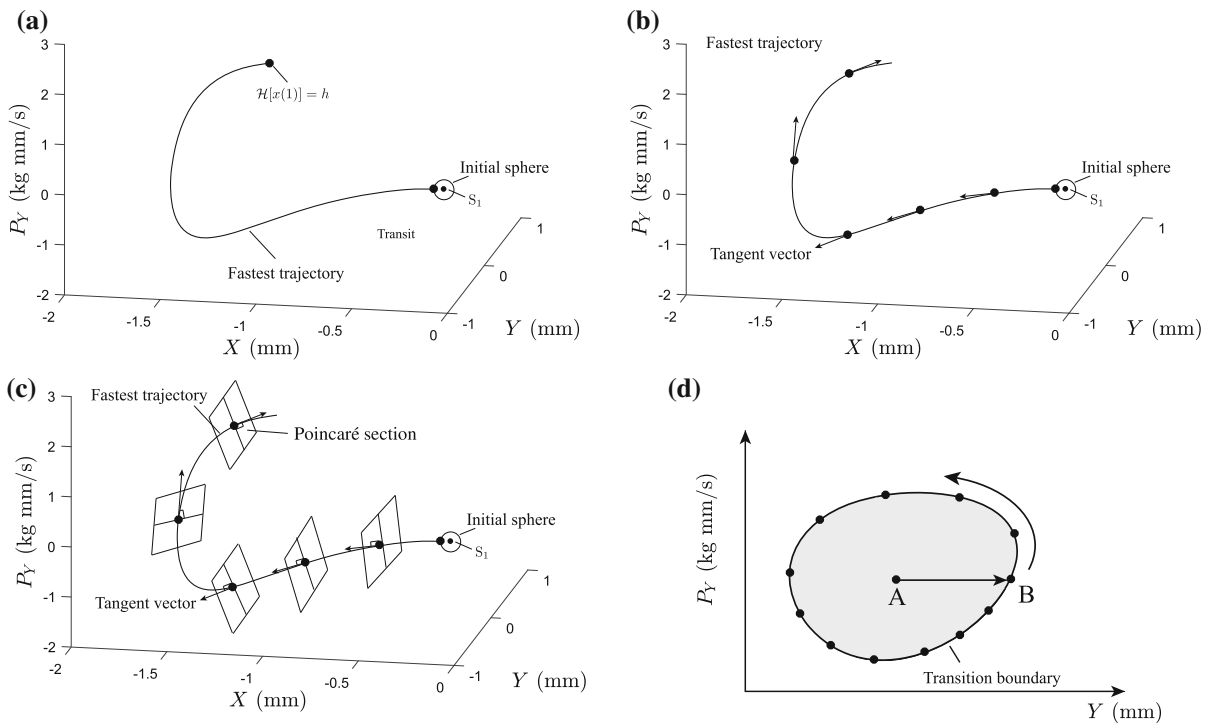 (a)
3
2
1
0
-1
-2
P_Y (kg mm/s)
H[x(1)] = h
Initial sphere
S₁
Transit
Fastest trajectory
-2
-1.5
-1
-0.5
0
X (mm)
-1
0
1
Y (mm)
(b)
3
2
1
0
-1
-2
P_Y (kg mm/s)
Fastest trajectory
Initial sphere
S₁
Tangent vector
-2
-1.5
-1
-0.5
0
X (mm)
-1
0
1
Y (mm)
(c)
3
2
1
0
-1
-2
P_Y (kg mm/s)
Fastest trajectory
Poincaré section
Initial sphere
S₁
Tangent vector
-2
-1.5
-1
-0.5
0
X (mm)
-1
0
1
Y (mm)
(d)
P_Y (kg mm/s)
A
B
Transition boundary
Y (mm)